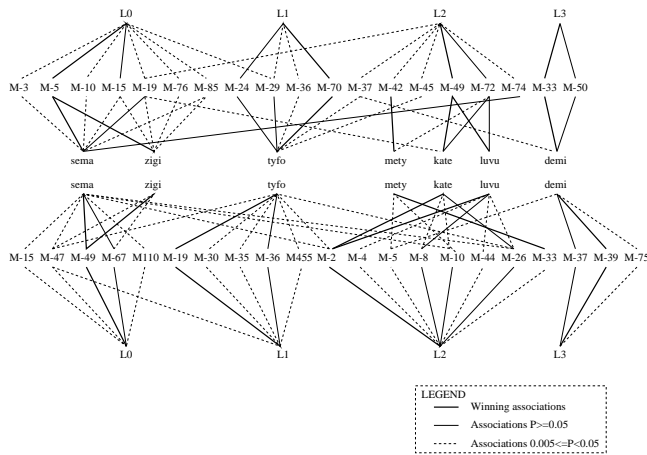 L0 L1 L2 L3
M-3 M-5 M-10 M-15 M-19 M-76 M-85 M-24 M-29 M-36 M-70 M-37 M-42 M-45 M-49 M-72 M-74 M-33 M-50
sema zigi tyfo mety kate luvu demi
sema zigi tyfo mety kate luvu demi
M-15 M-47 M-49 M-67 M110 M-19 M-30 M-35 M-36 M455 M-2 M-4 M-5 M-8 M-10 M-44 M-26 M-33 M-37 M-39 M-75
L0 L1 L2 L3
LEGEND
Winning associations
Associations P>=0.05
Associations 0.005<=P<0.05